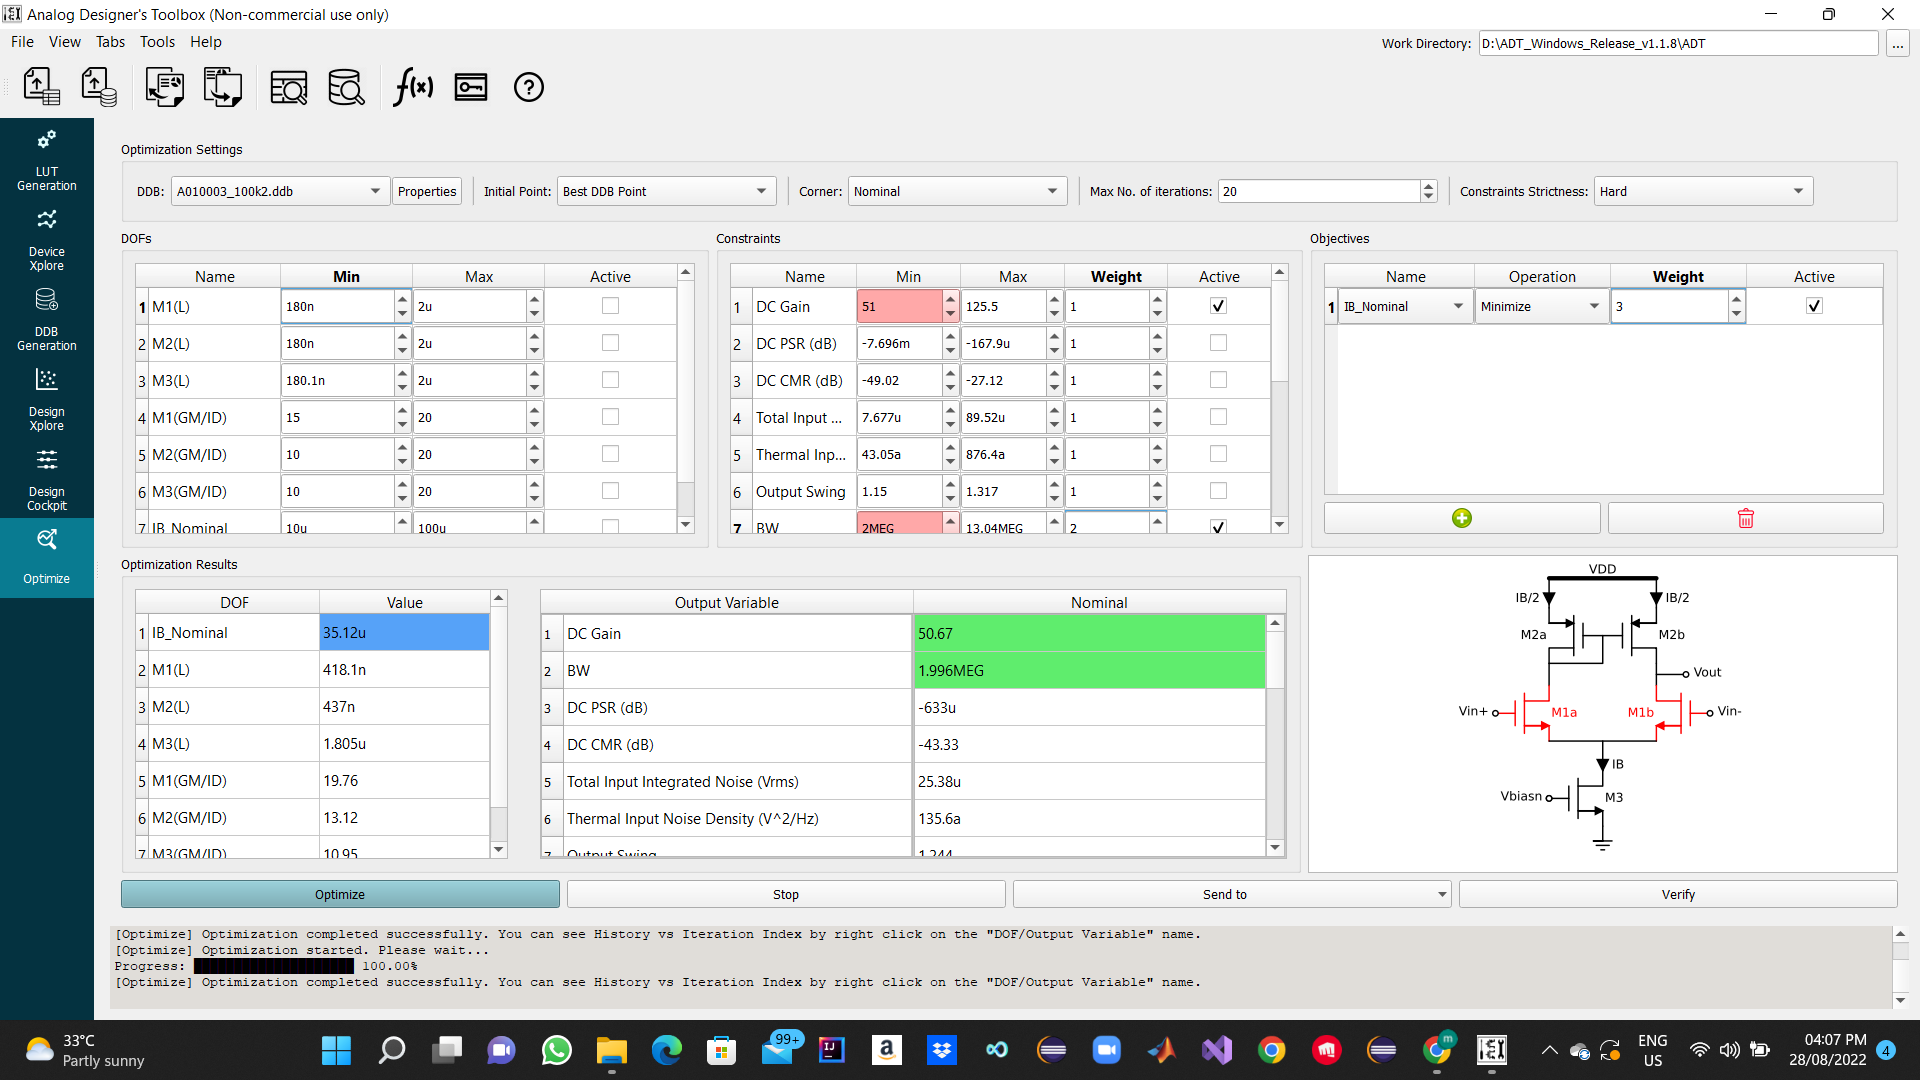 Analog Designer's Toolbox (Non-commercial use only)
File View Tabs Tools Help
Work Directory: D:\ADT_Windows_Release_v1.1.8\ADT ...
LUT
Generation
Device
Xplore
DDB
Generation
Design
Xplore
Design
Cockpit
Optimize
Optimization Settings
DDB: A010003_100k2.ddb Properties Initial Point: Best DDB Point Corner: Nominal Max No. of iterations: 20 Constraints Strictness: Hard
DOFs
Name Min Max Active
1 M1(L) 180n 2u
2 M2(L) 180n 2u
3 M3(L) 180.1n 2u
4 M1(GM/ID) 15 20
5 M2(GM/ID) 10 20
6 M3(GM/ID) 10 20
7 IB_Nominal 10u 100u
Constraints
Name Min Max Weight Active
1 DC Gain 51 125.5 1
2 DC PSR (dB) -7.696m -167.9u 1
3 DC CMR (dB) -49.02 -27.12 1
4 Total Input ... 7.677u 89.52u 1
5 Thermal Inp... 43.05a 876.4a 1
6 Output Swing 1.15 1.317 1
7 BW 2MEG 13.04MEG 2
Objectives
Name Operation Weight Active
1 IB_Nominal Minimize 3
Optimization Results
DOF Value
1 IB_Nominal 35.12u
2 M1(L) 418.1n
3 M2(L) 437n
4 M3(L) 1.805u
5 M1(GM/ID) 19.76
6 M2(GM/ID) 13.12
7 M3(GM/ID) 10.95
Output Variable Nominal
1 DC Gain 50.67
2 BW 1.996MEG
3 DC PSR (dB) -633u
4 DC CMR (dB) -43.33
5 Total Input Integrated Noise (Vrms) 25.38u
6 Thermal Input Noise Density (V^2/Hz) 135.6a
7 Output Swing 1.244
VDD
IB/2 IB/2
M2a M2b
Vout
Vin+ M1a M1b Vin-
IB
Vbiasn M3
Optimize Stop Send to Verify
[Optimize] Optimization completed successfully. You can see History vs Iteration Index by right click on the "DOF/Output Variable" name.
[Optimize] Optimization started. Please wait...
Progress: 100.00%
[Optimize] Optimization completed successfully. You can see History vs Iteration Index by right click on the "DOF/Output Variable" name.
33°C
Partly sunny
99+
IJ
a
m
ENG
US
04:07 PM
28/08/2022
4